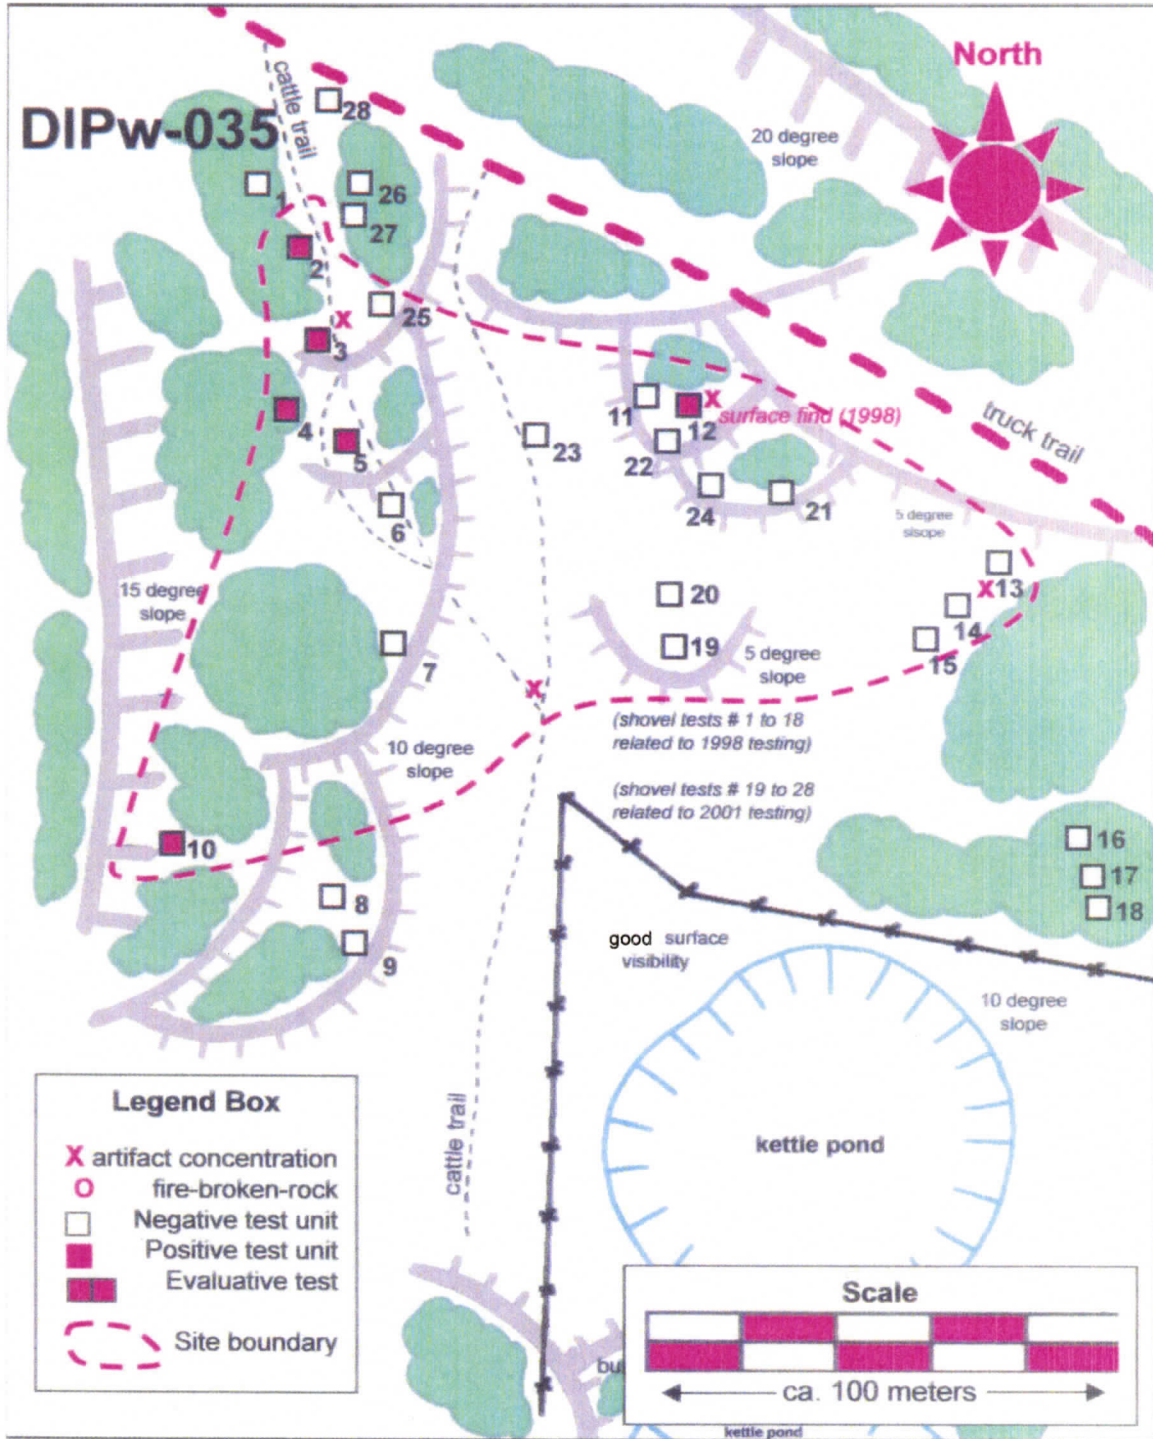 North
DIPw-035
cattle trail
28
20 degree
slope
1
26
27
2
25
3
4
5
6
23
11
12
surface find (1998)
22
24
21
truck trail
5 degree
slsope
13
14
15
20
19
5 degree
slope
15 degree
slope
7
10 degree
slope
(shovel tests # 1 to 18
related to 1998 testing)
(shovel tests # 19 to 28
related to 2001 testing)
10
8
9
16
17
18
good surface
visibility
10 degree
slope
kettle pond
cattle trail
Legend Box
X artifact concentration
O fire-broken-rock
Negative test unit
Positive test unit
Evaluative test
Site boundary
Scale
ca. 100 meters
kettle pond